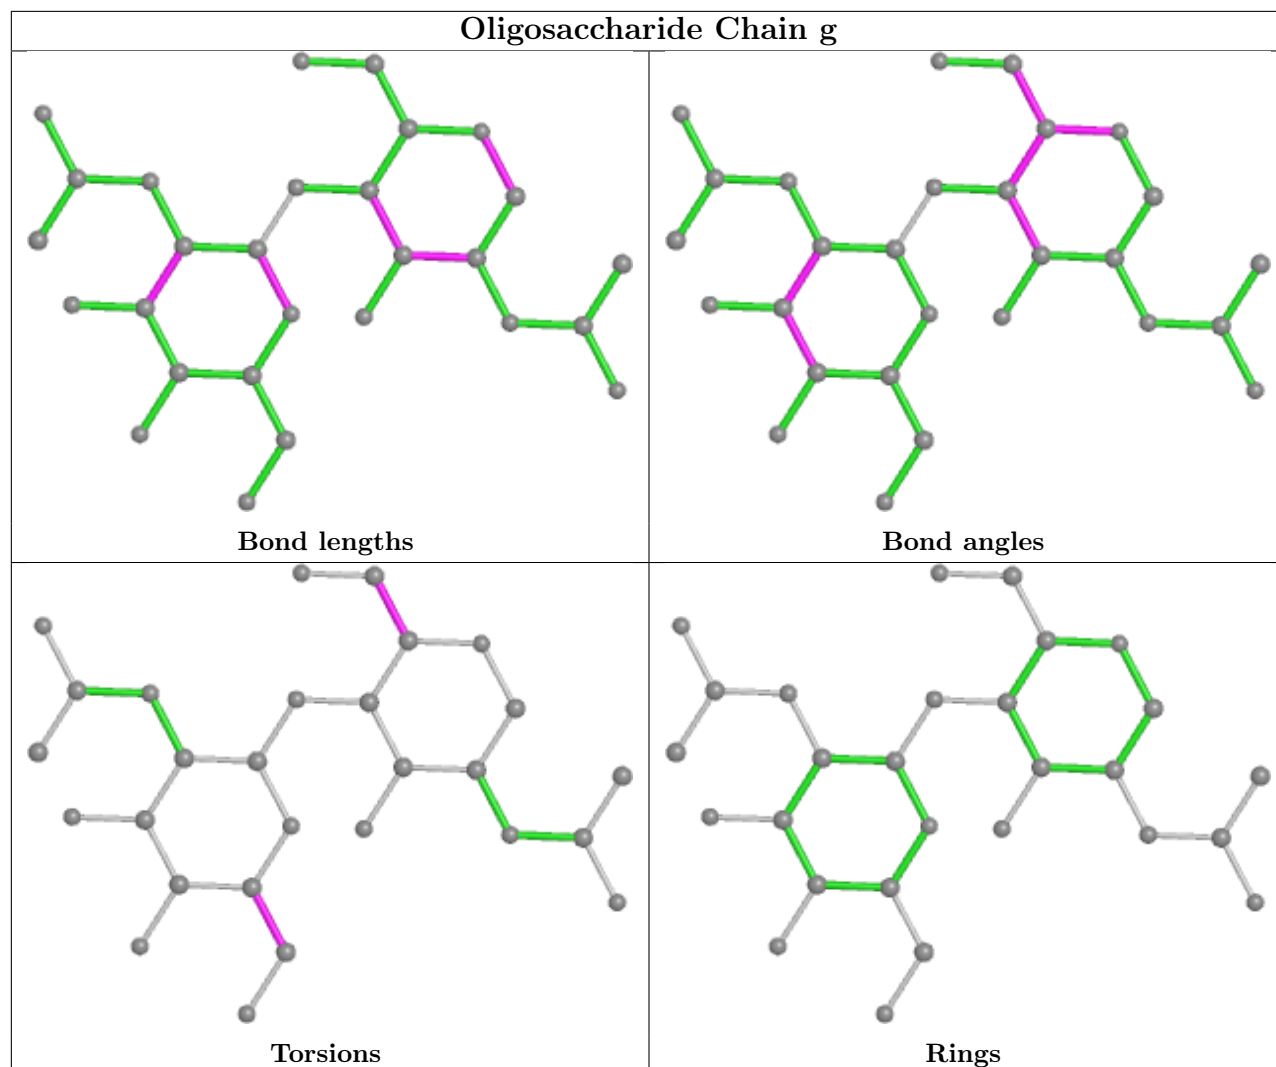 Oligosaccharide Chain g
Bond lengths
Bond angles
Torsions
Rings